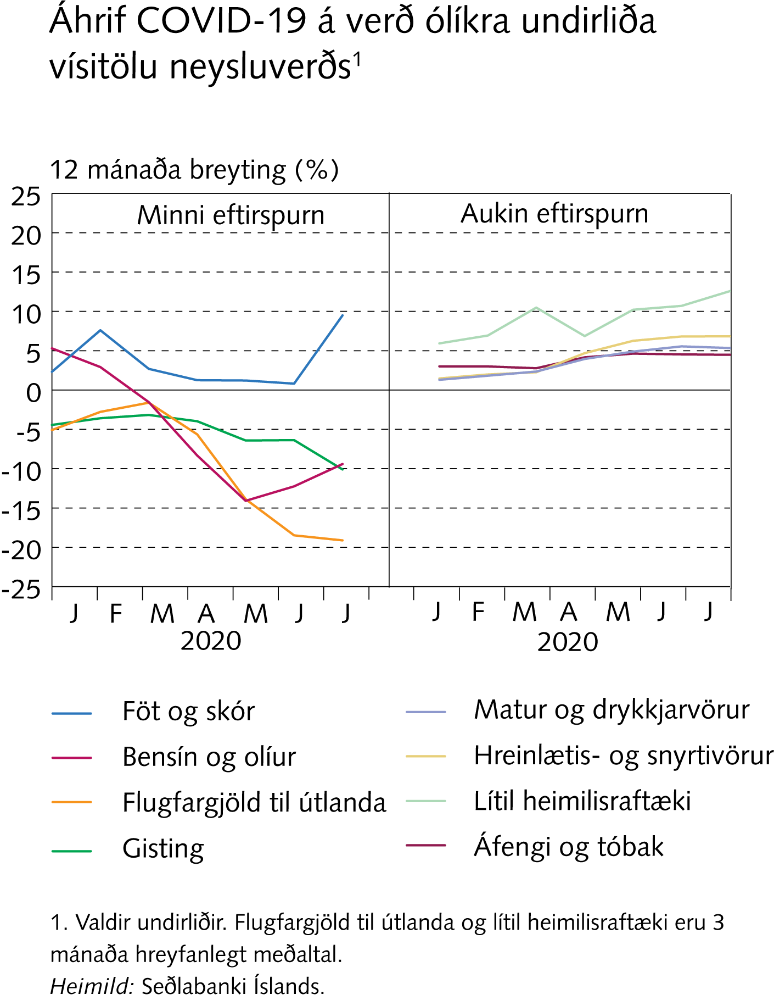 Áhrif COVID-19 á verð ólíkra undirliða
vísitölu neysluverðs¹
12 mánaða breyting (%)
25
20
15
10
5
0
-5
-10
-15
-20
-25
Minni eftirspurn
Aukin eftirspurn
J F M A M J J
2020
J F M A M J J
2020
Föt og skór
Bensín og olíur
Flugfargjöld til útlanda
Gisting
Matur og drykkjarvörur
Hreinlætis- og snyrtivörur
Lítil heimilisraftæki
Áfengi og tóbak
1. Valdir undirliðir. Flugfargjöld til útlanda og lítil heimilisraftæki eru 3
mánaða hreyfanlegt meðaltal.
Heimild: Seðlabanki Íslands.